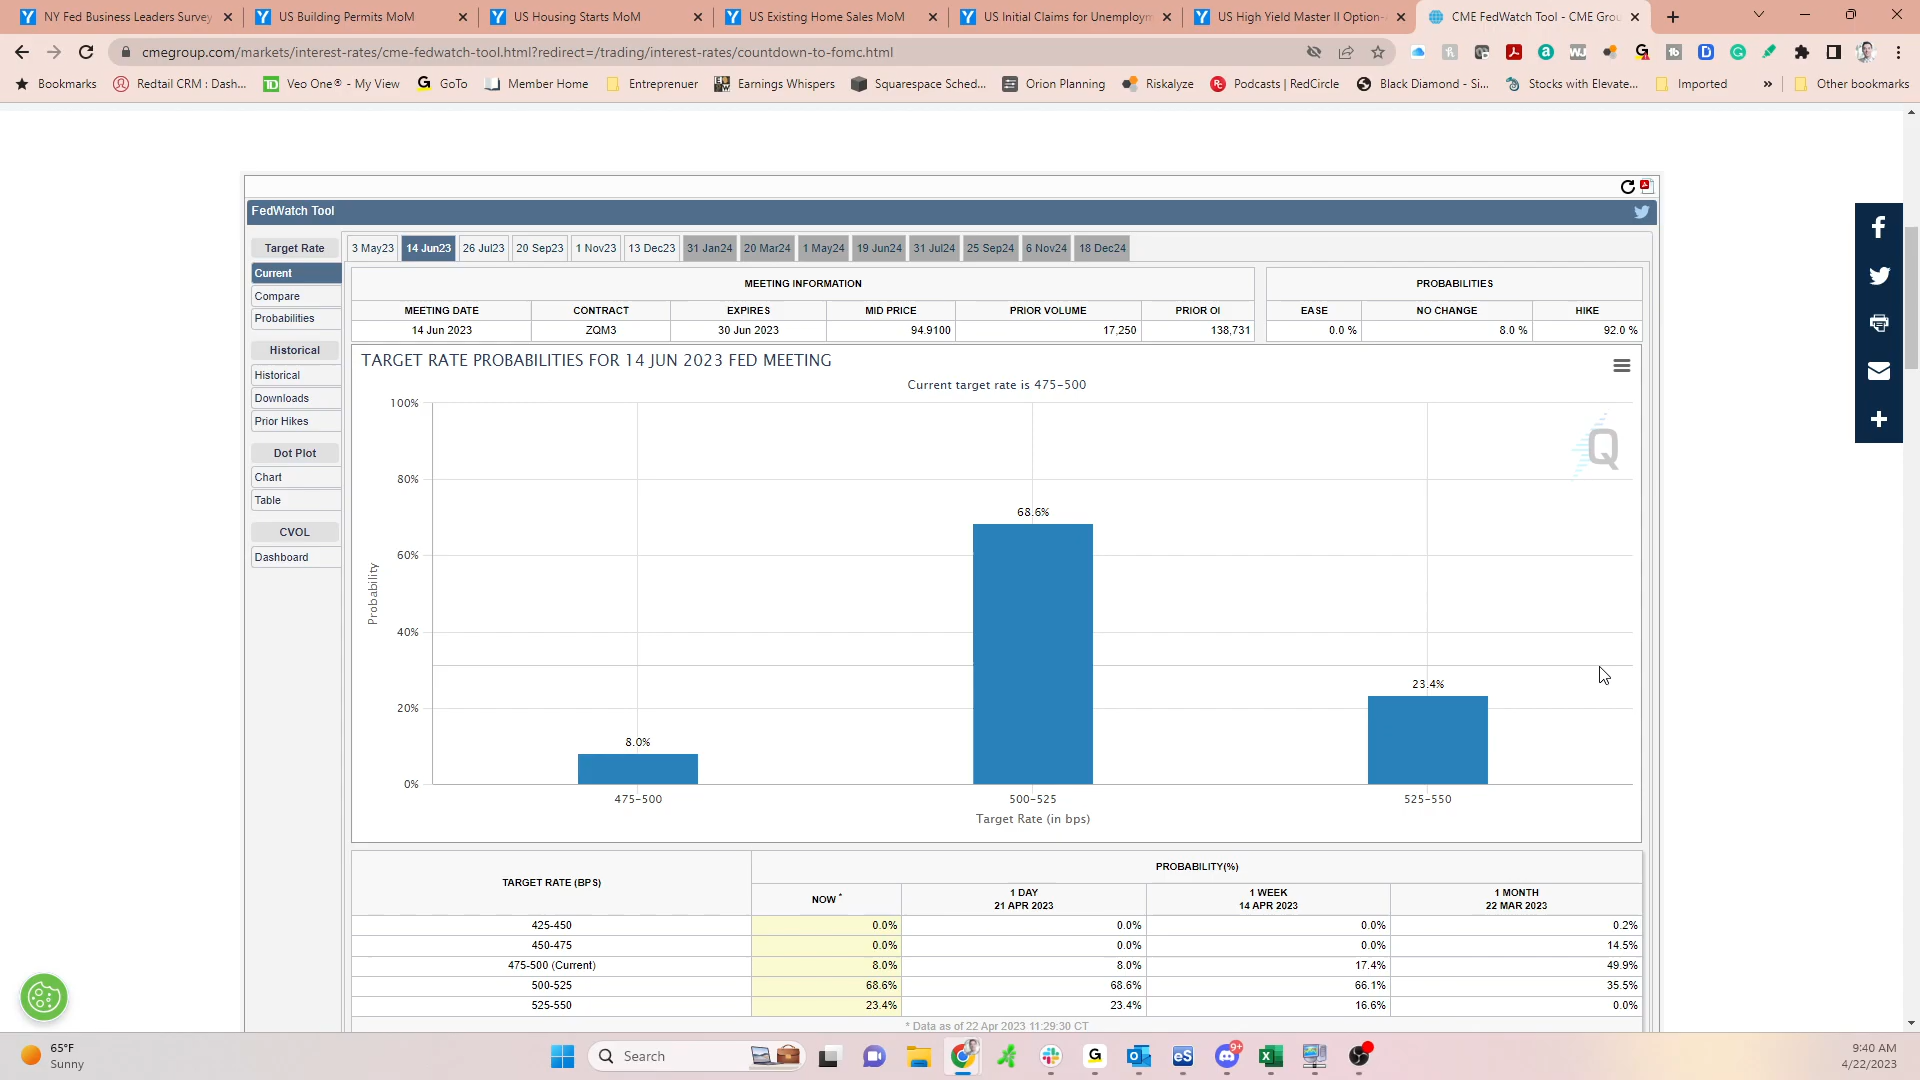 NY Fed Business Leaders Survey
US Building Permits MoM
US Housing Starts MoM
US Existing Home Sales MoM
US Initial Claims for Unemploym
US High Yield Master II Option-
CME FedWatch Tool - CME Grou
cmegroup.com/markets/interest-rates/cme-fedwatch-tool.html?redirect=/trading/interest-rates/countdown-to-fomc.html
Bookmarks
Redtail CRM : Dash...
Veo One® - My View
GoTo
Member Home
Entreprenuer
Earnings Whispers
Squarespace Sched...
Orion Planning
Riskalyze
Podcasts | RedCircle
Black Diamond - Si...
Stocks with Elevate...
Imported
»
Other bookmarks
FedWatch Tool
Target Rate
Current
Compare
Probabilities
Historical
Historical
Downloads
Prior Hikes
Dot Plot
Chart
Table
CVOL
Dashboard
3 May23 14 Jun23 26 Jul23 20 Sep23 1 Nov23 13 Dec23 31 Jan24 20 Mar24 1 May24 19 Jun24 31 Jul24 25 Sep24 6 Nov24 18 Dec24
MEETING INFORMATION
MEETING DATE CONTRACT EXPIRES MID PRICE PRIOR VOLUME PRIOR OI
14 Jun 2023 ZQM3 30 Jun 2023 94.9100 17,250 138,731
PROBABILITIES
EASE NO CHANGE HIKE
0.0 % 8.0 % 92.0 %
TARGET RATE PROBABILITIES FOR 14 JUN 2023 FED MEETING
Current target rate is 475-500
Q
Probability
100%
80%
60%
40%
20%
0%
8.0%
68.6%
23.4%
475-500
500-525
525-550
Target Rate (in bps)
TARGET RATE (BPS)
PROBABILITY(%)
NOW *
1 DAY
21 APR 2023
1 WEEK
14 APR 2023
1 MONTH
22 MAR 2023
425-450 0.0% 0.0% 0.0% 0.2%
450-475 0.0% 0.0% 0.0% 14.5%
475-500 (Current) 8.0% 8.0% 17.4% 49.9%
500-525 68.6% 68.6% 66.1% 35.5%
525-550 23.4% 23.4% 16.6% 0.0%
* Data as of 22 Apr 2023 11:29:30 CT
65°F
Sunny
Search
9+
9:40 AM
4/22/2023